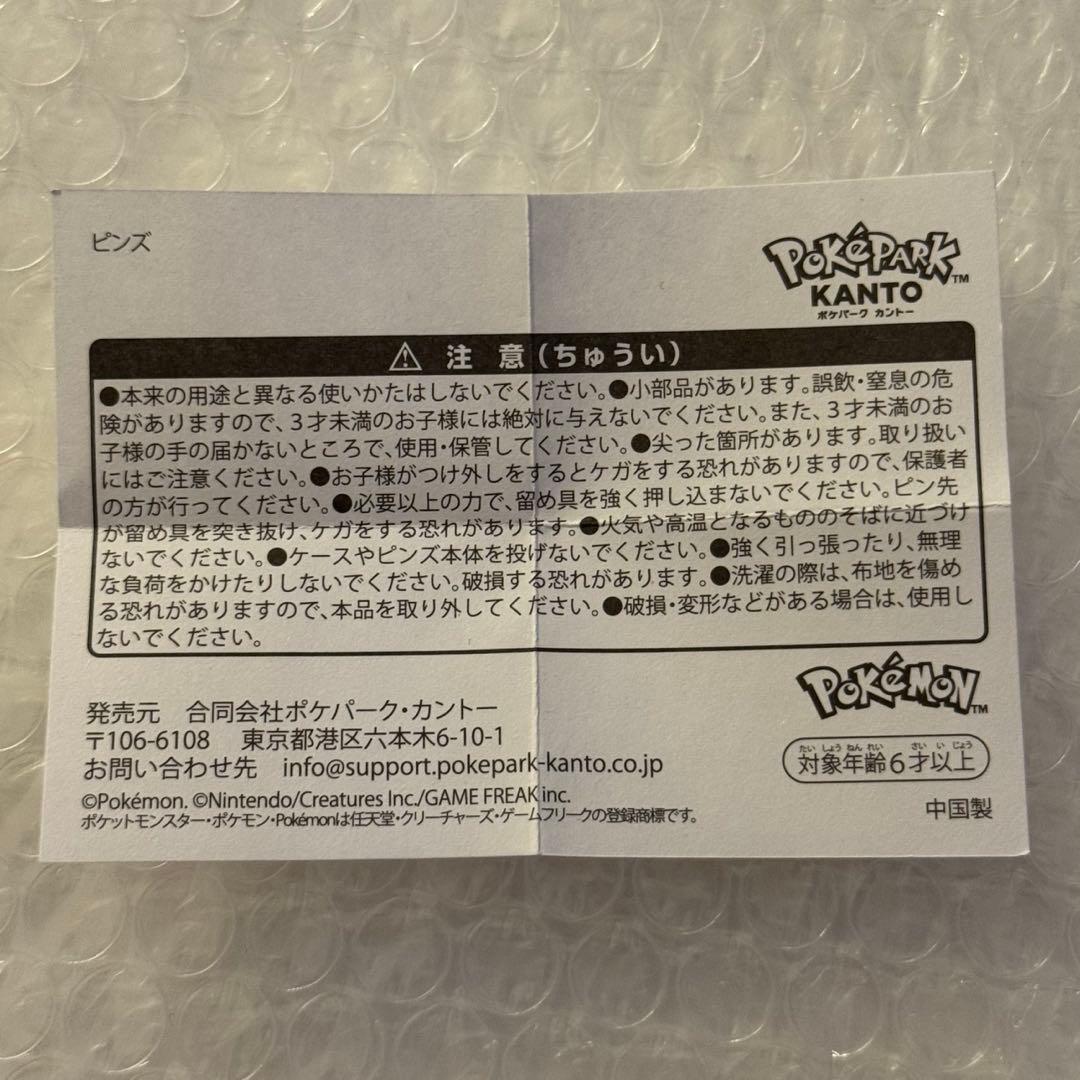 ピンズ
POKéPARK™
KANTO
ポケパーク カントー
⚠ 注 意(ちゅうい)
●本来の用途と異なる使いかたはしないでください。●小部品があります。誤飲・窒息の危
険がありますので、3才未満のお子様には絶対に与えないでください。また、3才未満のお
子様の手の届かないところで、使用・保管してください。●尖った箇所があります。取り扱い
にはご注意ください。●お子様がつけ外しをするとケガをする恐れがありますので、保護者
の方が行ってください。●必要以上の力で、留め具を強く押し込まないでください。ピン先
が留め具を突き抜け、ケガをする恐れがあります。●火気や高温となるもののそばに近づけ
ないでください。●ケースやピンズ本体を投げないでください。●強く引っ張ったり、無理
な負荷をかけたりしないでください。破損する恐れがあります。●洗濯の際は、布地を傷め
る恐れがありますので、本品を取り外してください。●破損・変形などがある場合は、使用し
ないでください。
POKéMON™
発売元 合同会社ポケパーク・カントー
〒106-6108 東京都港区六本木6-10-1
お問い合わせ先 info@support.pokepark-kanto.co.jp
たいしょうねんれい さいいじょう
対象年齢6才以上
©Pokémon. ©Nintendo/Creatures Inc./GAME FREAK inc.
ポケットモンスター・ポケモン・Pokémonは任天堂・クリーチャーズ・ゲームフリークの登録商標です。
中国製